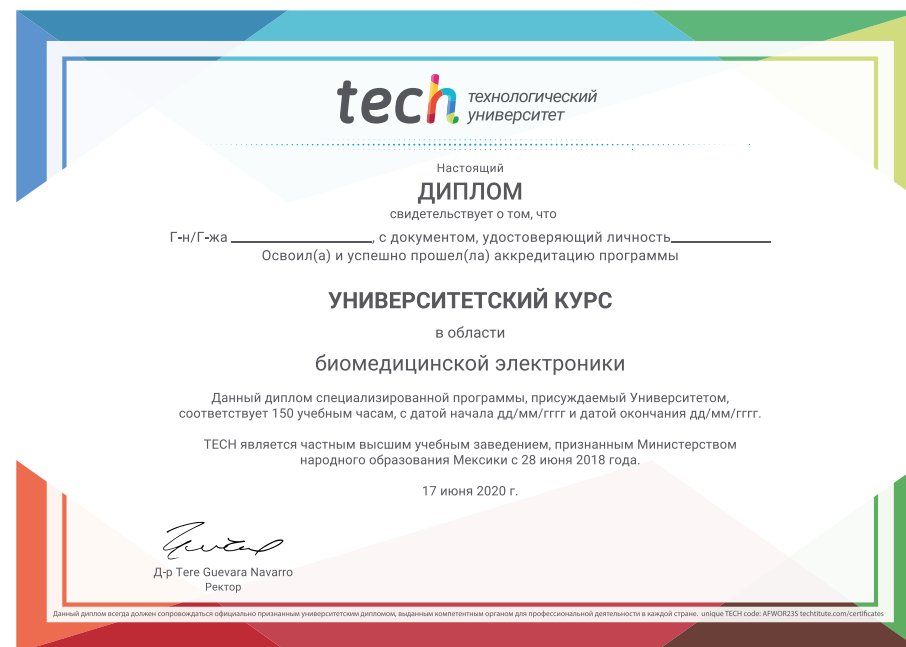 tech технологический
университет
Настоящий
ДИПЛОМ
свидетельствует о том, что
Г-н/Г-жа ____________________, с документом, удостоверяющий личность______________
Освоил(а) и успешно прошел(ла) аккредитацию программы
УНИВЕРСИТЕТСКИЙ КУРС
в области
биомедицинской электроники
Данный диплом специализированной программы, присуждаемый Университетом,
соответствует 150 учебным часам, с датой начала дд/мм/гггг и датой окончания дд/мм/гггг.
TECH является частным высшим учебным заведением, признанным Министерством
народного образования Мексики с 28 июня 2018 года.
17 июня 2020 г.
Д-р Tere Guevara Navarro
Ректор
Данный диплом всегда должен сопровождаться официально признанным университетским дипломом, выданным компетентным органом для профессиональной деятельности в каждой стране. unique TECH code: AFWOR23S techtitute.com/certificates